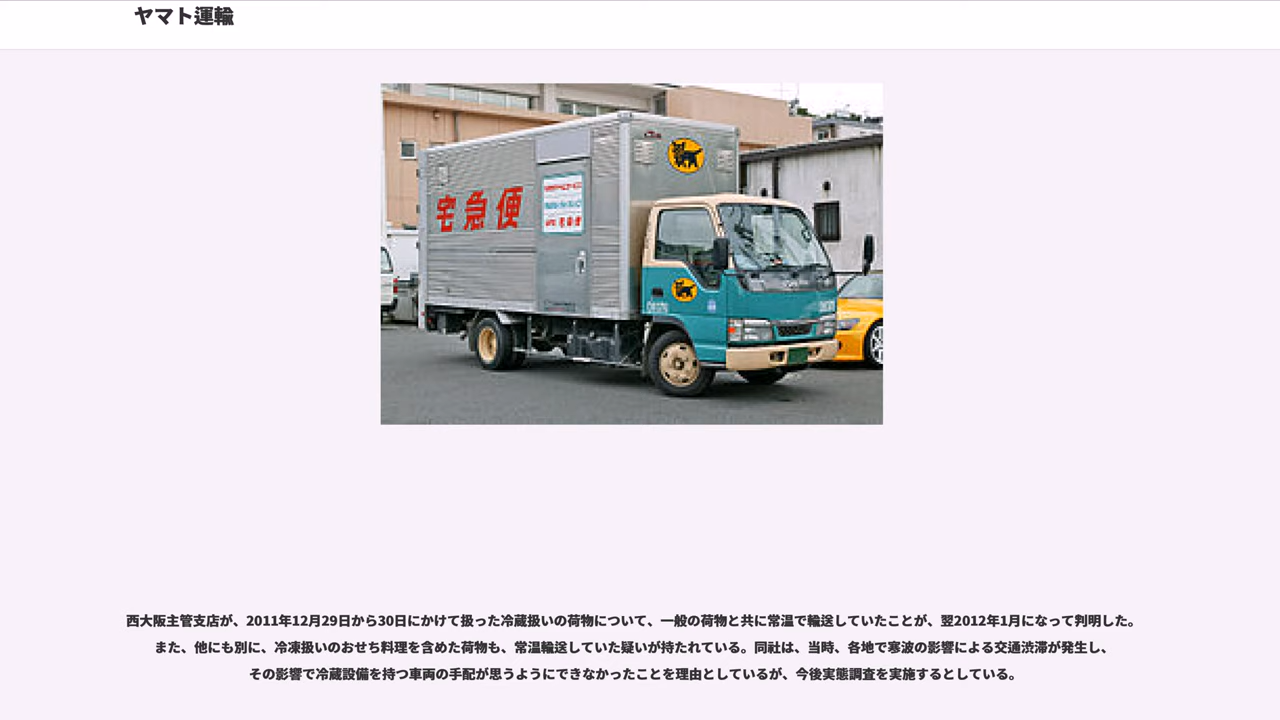 ヤマト運輸
宅急便
宅急便
西大阪主管支店が、2011年12月29日から30日にかけて扱った冷蔵扱いの荷物について、一般の荷物と共に常温で輸送していたことが、翌2012年1月になって判明した。
また、他にも別に、冷凍扱いのおせち料理を含めた荷物も、常温輸送していた疑いが持たれている。同社は、当時、各地で寒波の影響による交通渋滞が発生し、
その影響で冷蔵設備を持つ車両の手配が思うようにできなかったことを理由としているが、今後実態調査を実施するとしている。